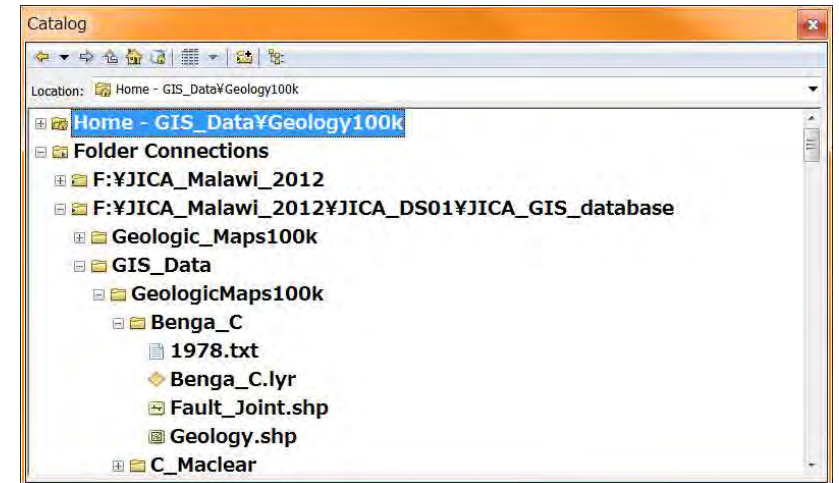 Catalog
Location: Home - GIS_Data¥Geology100k
Home - GIS_Data¥Geology100k
Folder Connections
F:¥JICA_Malawi_2012
F:¥JICA_Malawi_2012¥JICA_DS01¥JICA_GIS_database
Geologic_Maps100k
GIS_Data
GeologicMaps100k
Benga_C
1978.txt
Benga_C.lyr
Fault_Joint.shp
Geology.shp
C_Maclear